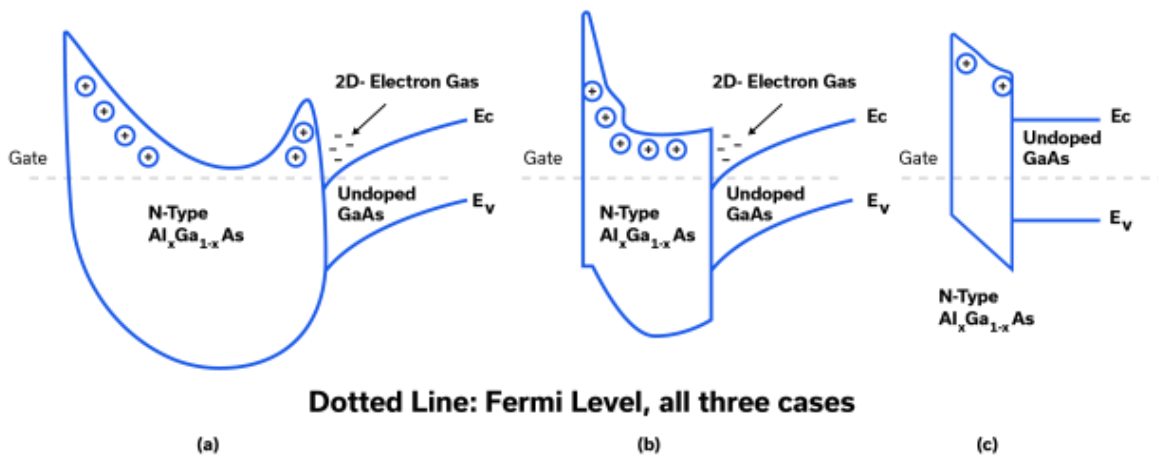 2D- Electron Gas
Ec
Gate
Undoped
GaAs
Ev
N-Type
AlxGa1-xAs
2D- Electron Gas
Ec
Gate
Undoped
GaAs
Ev
N-Type
AlxGa1-xAs
Ec
Undoped
GaAs
Gate
Ev
N-Type
AlxGa1-xAs
Dotted Line: Fermi Level, all three cases
(a)
(b)
(c)